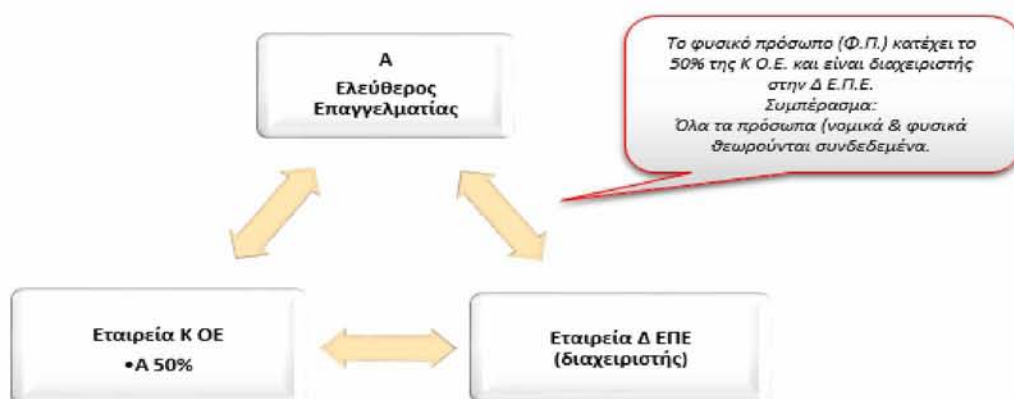 Α
Ελεύθερος
Επαγγελματίας
Το φυσικό πρόσωπο (Φ.Π.) κατέχει το
50% της Κ Ο.Ε. και είναι διαχειριστής
στην Δ Ε.Π.Ε.
Συμπέρασμα:
Όλα τα πρόσωπα (νομικά & φυσικά
θεωρούνται συνδεδεμένα.
Εταιρεία Κ ΟΕ
•Α 50%
Εταιρεία Δ ΕΠΕ
(διαχειριστής)